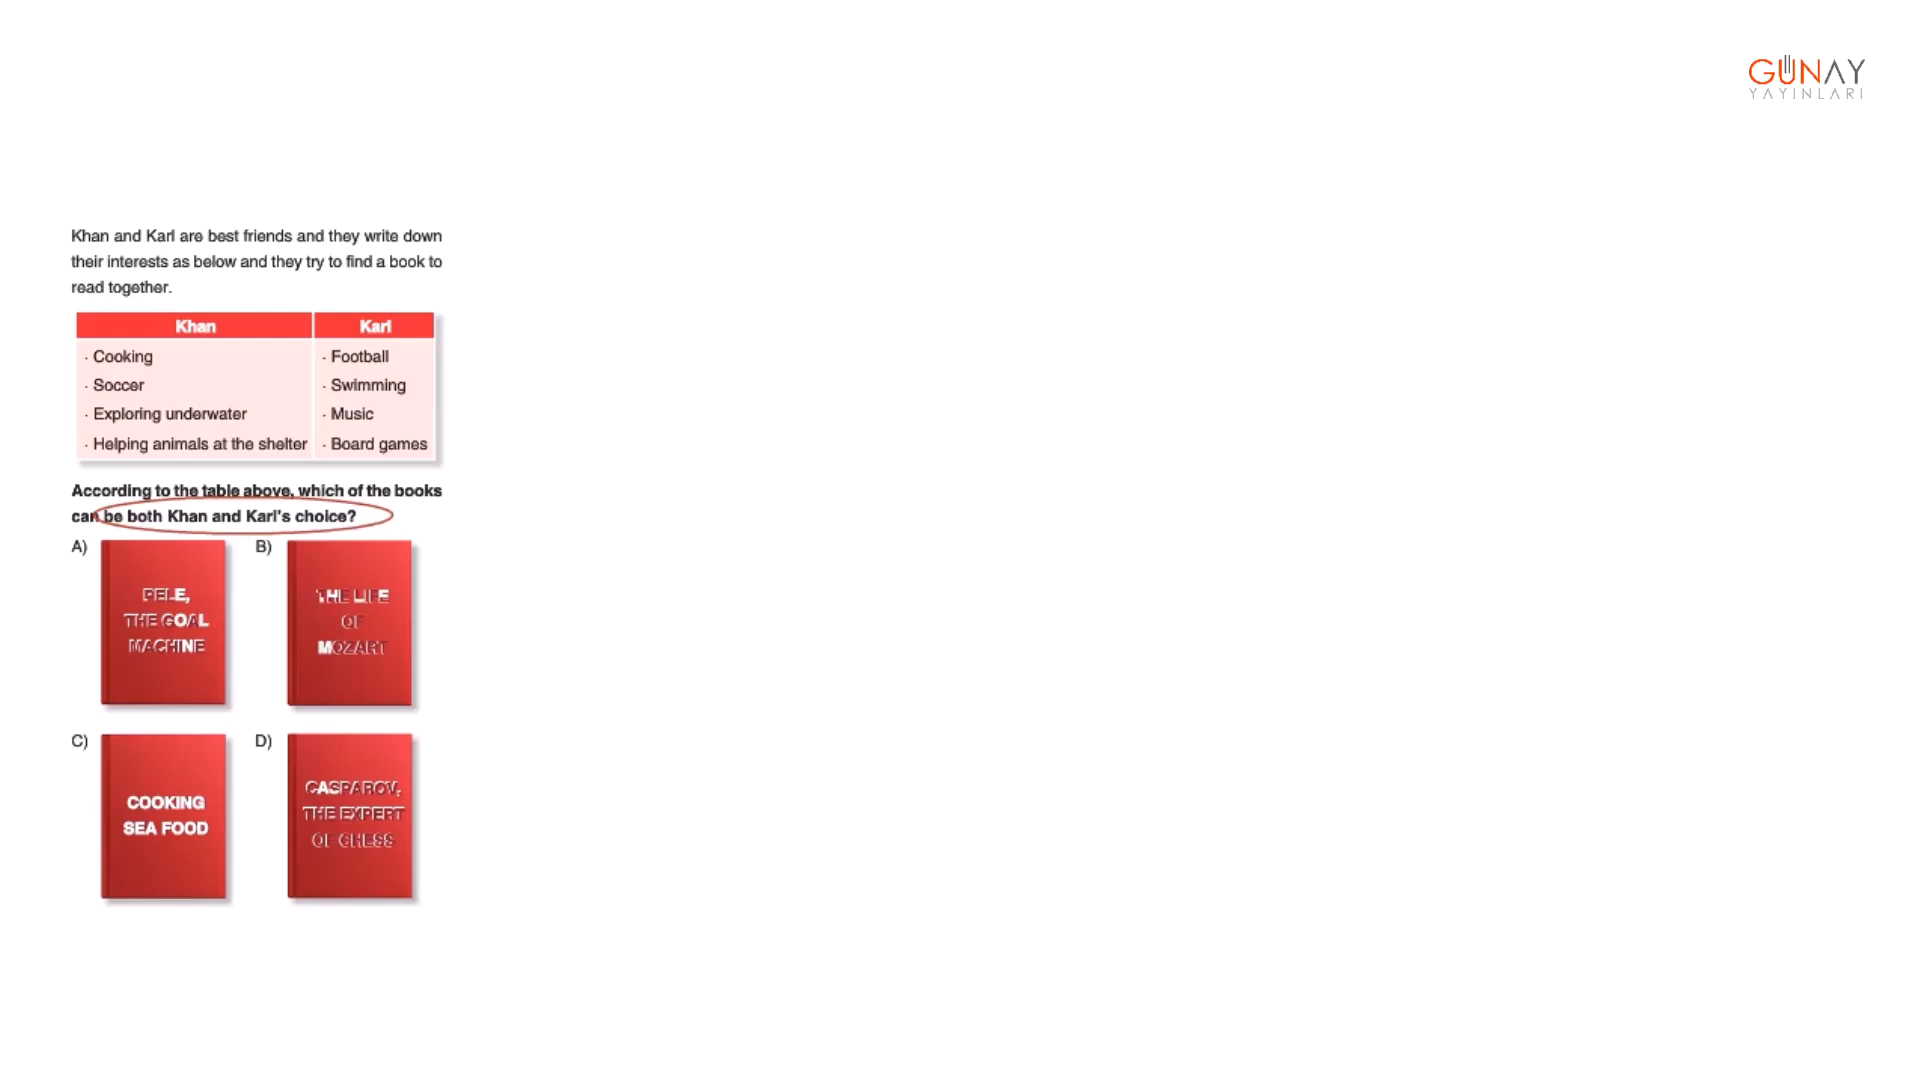 GÜNAY
YAYINLARI
Khan and Karl are best friends and they write down
their interests as below and they try to find a book to
read together.
Khan
Karl
· Cooking
· Football
· Soccer
· Swimming
· Exploring underwater
· Music
· Helping animals at the shelter
· Board games
According to the table above, which of the books
can be both Khan and Karl's choice?
A)
PELE,
THE GOAL
MACHINE
B)
THE LIFE
OF
MOZART
C)
COOKING
SEA FOOD
D)
GASPAROV,
THE EXPERT
OF CHESS